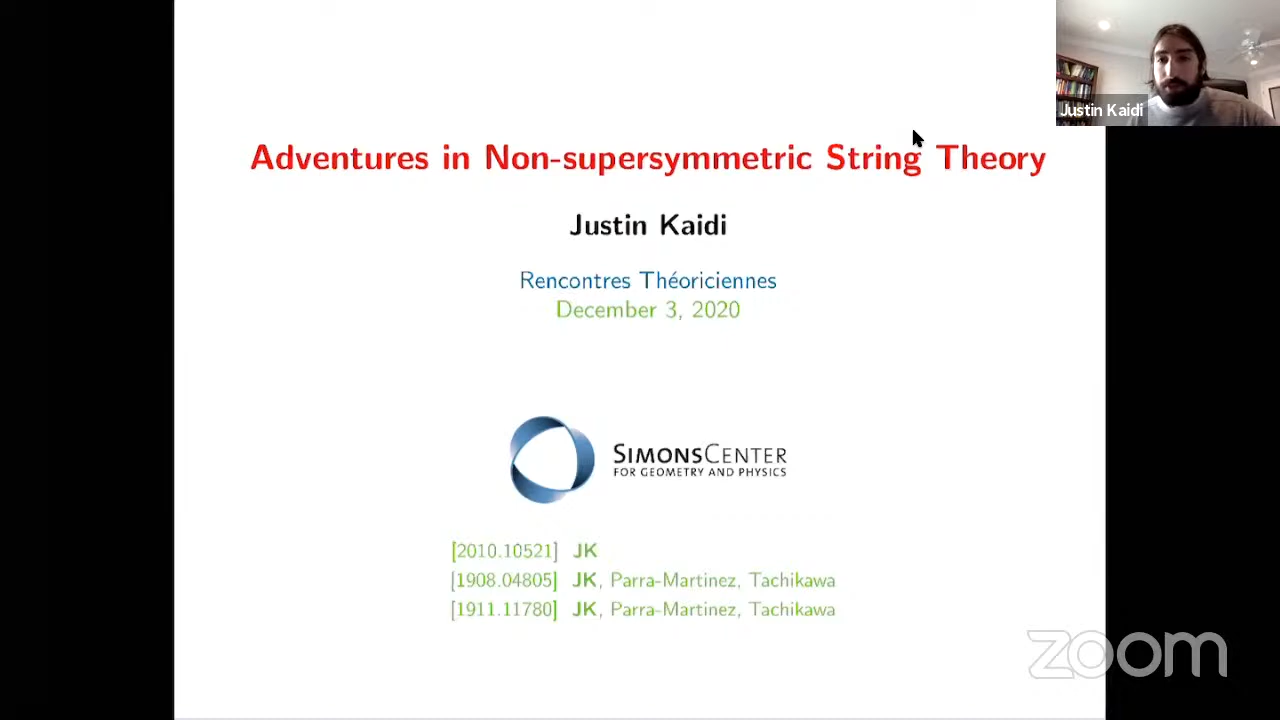 Justin Kaidi
Adventures in Non-supersymmetric String Theory
Justin Kaidi
Rencontres Théoriciennes
December 3, 2020
SIMONS CENTER
FOR GEOMETRY AND PHYSICS
[2010.10521] JK
[1908.04805] JK, Parra-Martinez, Tachikawa
[1911.11780] JK, Parra-Martinez, Tachikawa
zoom